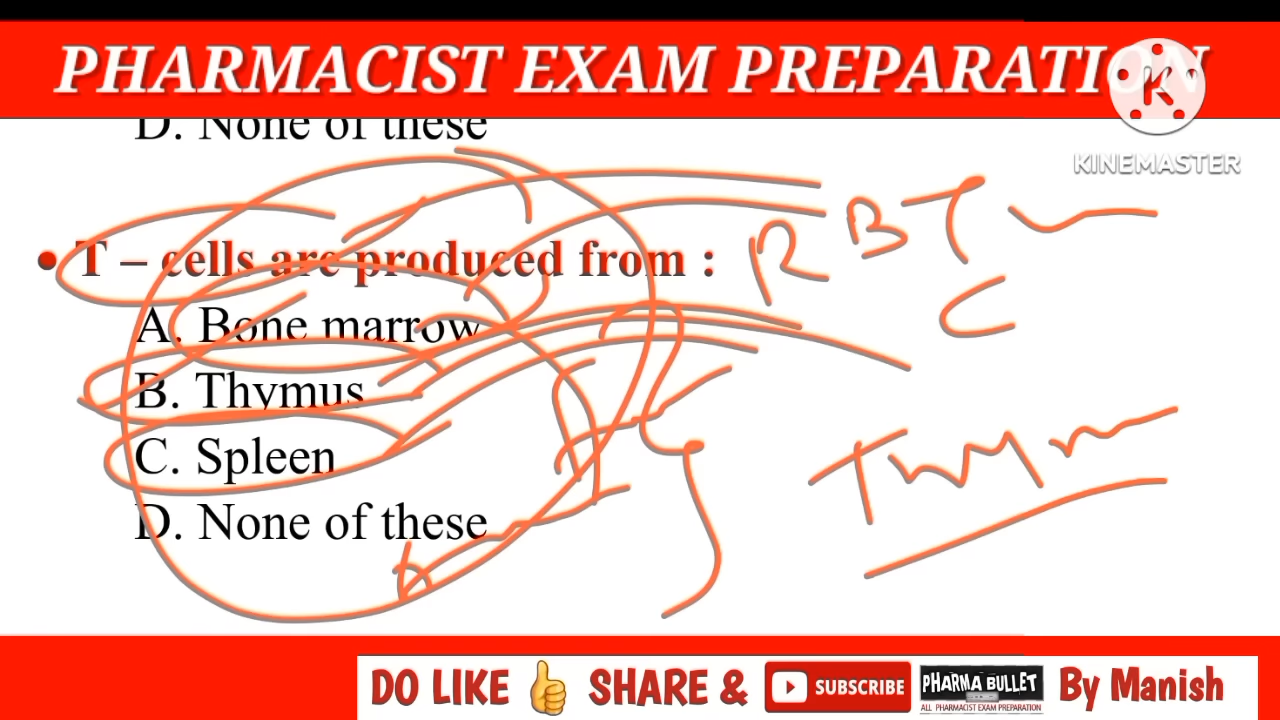 PHARMACIST EXAM PREPARATION
K
KINEMASTER
D. None of these
• T – cells are produced from :
A. Bone marrow
B. Thymus
C. Spleen
D. None of these
R B T
C
Thym
DO LIKE SHARE & SUBSCRIBE PHARMA BULLET By Manish
ALL PHARMACIST EXAM PREPARATION